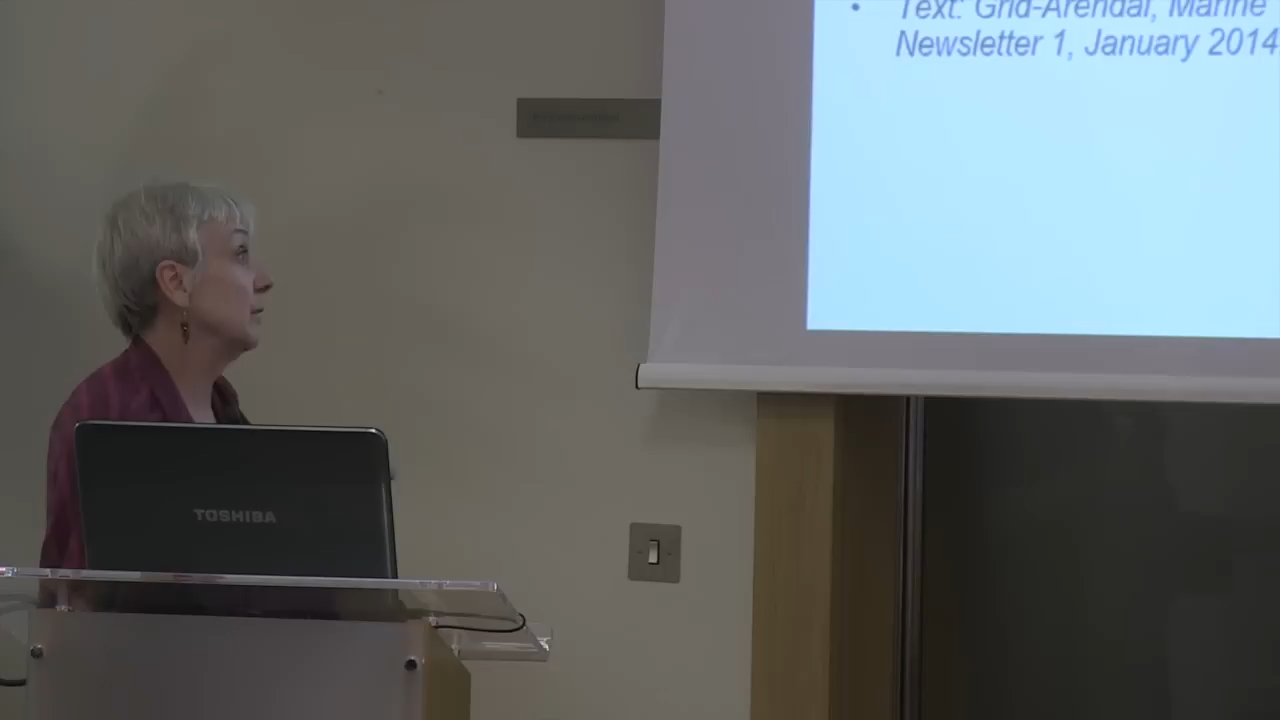 • Text: Grid-Arendal, Marine
Newsletter 1, January 2014
TOSHIBA